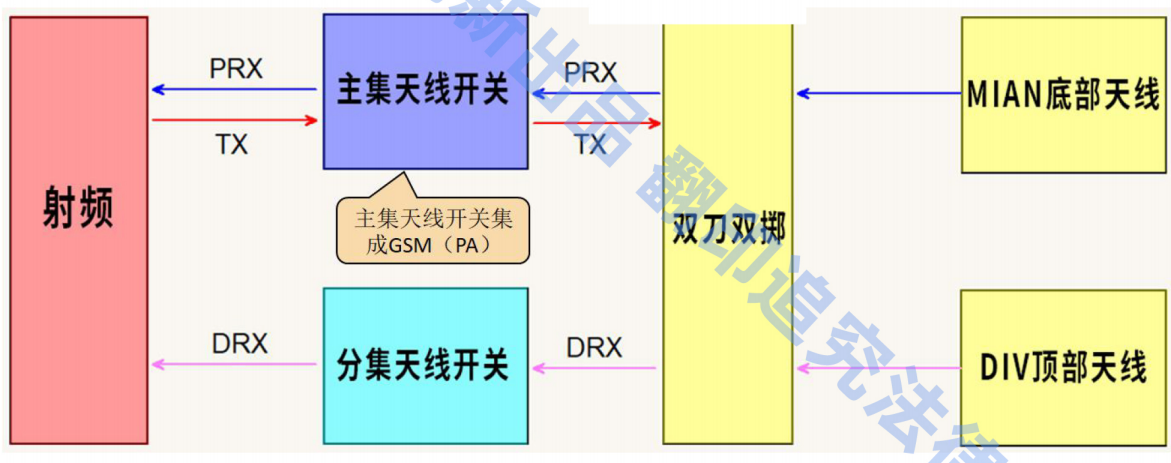 射频
PRX
TX
主集天线开关
主集天线开关集
成GSM（PA）
PRX
TX
双刀双掷
MIAN底部天线
DRX
分集天线开关
DRX
DIV顶部天线
新出品 翻印追究法律